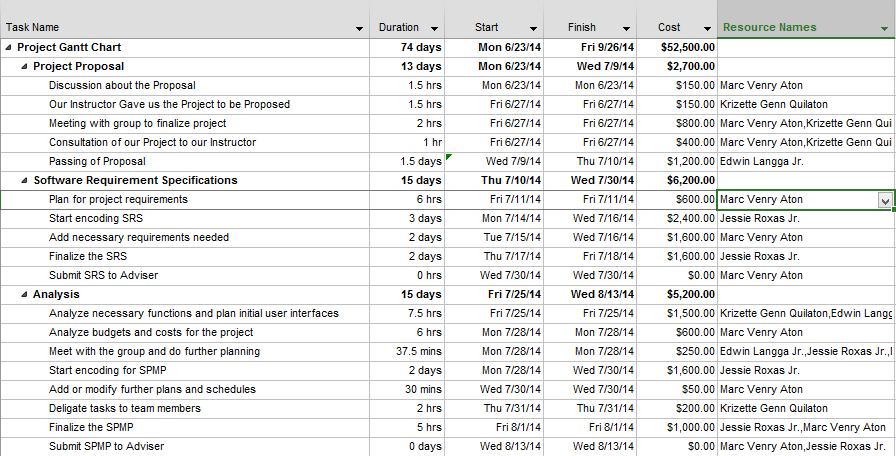 Task Name Duration Start Finish Cost Resource Names
Project Gantt Chart 74 days Mon 6/23/14 Fri 9/26/14 $52,500.00
Project Proposal 13 days Mon 6/23/14 Wed 7/9/14 $2,700.00
Discussion about the Proposal 1.5 hrs Mon 6/23/14 Mon 6/23/14 $150.00 Marc Venry Aton
Our Instructor Gave us the Project to be Proposed 1.5 hrs Fri 6/27/14 Fri 6/27/14 $150.00 Krizette Genn Quilaton
Meeting with group to finalize project 2 hrs Fri 6/27/14 Fri 6/27/14 $800.00 Marc Venry Aton,Krizette Genn Qui
Consultation of our Project to our Instructor 1 hr Fri 6/27/14 Fri 6/27/14 $400.00 Marc Venry Aton,Krizette Genn Qui
Passing of Proposal 1.5 days Wed 7/9/14 Thu 7/10/14 $1,200.00 Edwin Langga Jr.
Software Requirement Specifications 15 days Thu 7/10/14 Wed 7/30/14 $6,200.00
Plan for project requirements 6 hrs Fri 7/11/14 Fri 7/11/14 $600.00 Marc Venry Aton
Start encoding SRS 3 days Mon 7/14/14 Wed 7/16/14 $2,400.00 Jessie Roxas Jr.
Add necessary requirements needed 2 days Tue 7/15/14 Wed 7/16/14 $1,600.00 Marc Venry Aton
Finalize the SRS 2 days Thu 7/17/14 Fri 7/18/14 $1,600.00 Jessie Roxas Jr.
Submit SRS to Adviser 0 hrs Wed 7/30/14 Wed 7/30/14 $0.00 Marc Venry Aton
Analysis 15 days Fri 7/25/14 Wed 8/13/14 $5,200.00
Analyze necessary functions and plan initial user interfaces 7.5 hrs Fri 7/25/14 Fri 7/25/14 $1,500.00 Krizette Genn Quilaton,Edwin Langg
Analyze budgets and costs for the project 6 hrs Mon 7/28/14 Mon 7/28/14 $600.00 Marc Venry Aton
Meet with the group and do further planning 37.5 mins Mon 7/28/14 Mon 7/28/14 $250.00 Edwin Langga Jr.,Jessie Roxas Jr.,
Start encoding for SPMP 2 days Mon 7/28/14 Wed 7/30/14 $1,600.00 Jessie Roxas Jr.
Add or modify further plans and schedules 30 mins Wed 7/30/14 Wed 7/30/14 $50.00 Marc Venry Aton
Deligate tasks to team members 2 hrs Thu 7/31/14 Thu 7/31/14 $200.00 Krizette Genn Quilaton
Finalize the SPMP 5 hrs Fri 8/1/14 Fri 8/1/14 $1,000.00 Jessie Roxas Jr.,Marc Venry Aton
Submit SPMP to Adviser 0 days Wed 8/13/14 Wed 8/13/14 $0.00 Marc Venry Aton,Jessie Roxas Jr.